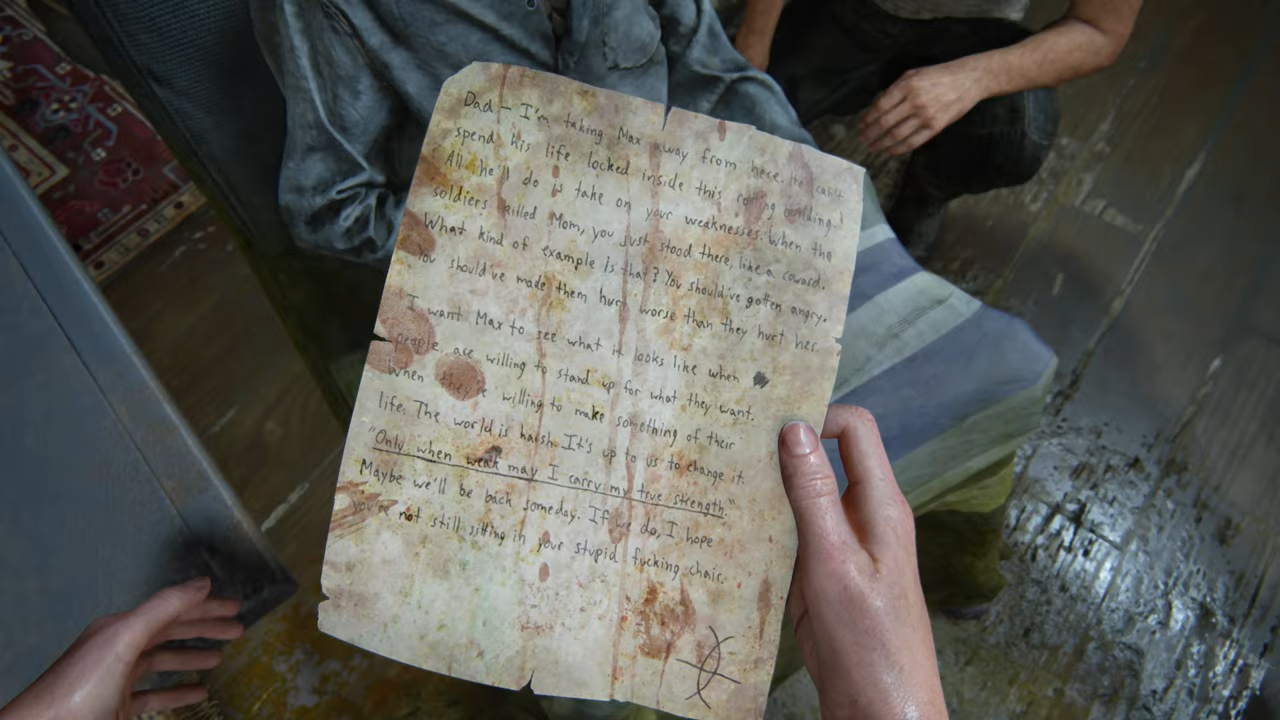 Dad – I'm taking Max away from here. He can't
spend his life locked inside this rotting building!
All he'll do is take on your weaknesses. When the
soldiers killed Mom, you just stood there, like a coward.
What kind of example is that? You should've gotten angry.
You should've made them hurt worse than they hurt her.
I want Max to see what it looks like when
people are willing to stand up for what they want.
When they're willing to make something of their
life. The world is harsh. It's up to us to change it.
"Only when weak may I carry my true strength."
Maybe we'll be back someday. If we do, I hope
you're not still sitting in your stupid fucking chair.